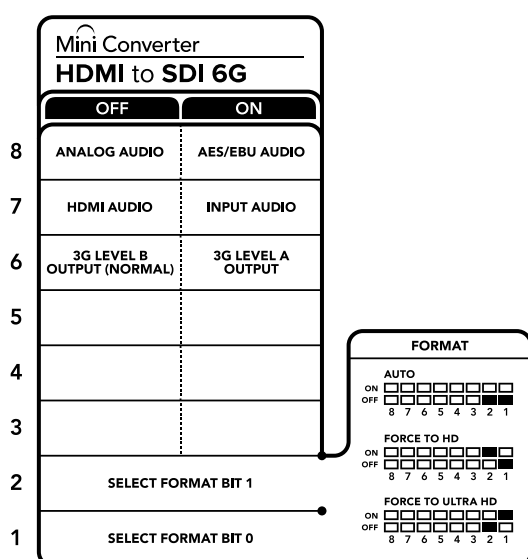 Mini Converter
HDMI to SDI 6G
OFF ON
8 ANALOG AUDIO AES/EBU AUDIO
7 HDMI AUDIO INPUT AUDIO
6 3G LEVEL B
OUTPUT (NORMAL) 3G LEVEL A
OUTPUT
5
4
3
2 SELECT FORMAT BIT 1
1 SELECT FORMAT BIT 0
FORMAT
AUTO
ON
OFF
8 7 6 5 4 3 2 1
FORCE TO HD
ON
OFF
8 7 6 5 4 3 2 1
FORCE TO ULTRA HD
ON
OFF
8 7 6 5 4 3 2 1